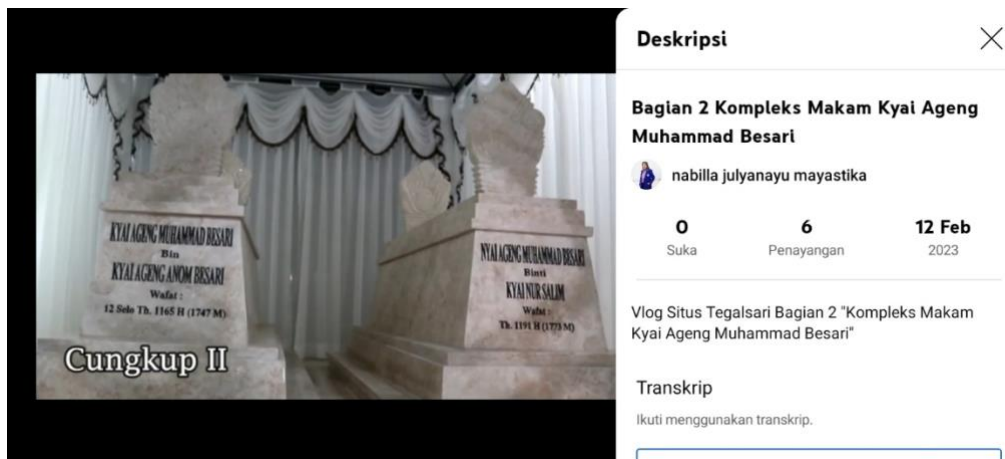 KYAI AGENG MUHAMMAD BESARI
Bin
KYAI AGENG ANOM BESARI
Wafat :
12 Selo Th. 1165 H (1747 M)
NYAI AGENG MUHAMMAD BESARI
Binti
KYAI NUR SALIM
Wafat :
Th. 1191 H (1773 M)
Cungkup II
Deskripsi
Bagian 2 Kompleks Makam Kyai Ageng
Muhammad Besari
nabilla julyanayu mayastika
0 6 12 Feb
Suka Penayangan 2023
Vlog Situs Tegalsari Bagian 2 "Kompleks Makam
Kyai Ageng Muhammad Besari"
Transkrip
Ikuti menggunakan transkrip.